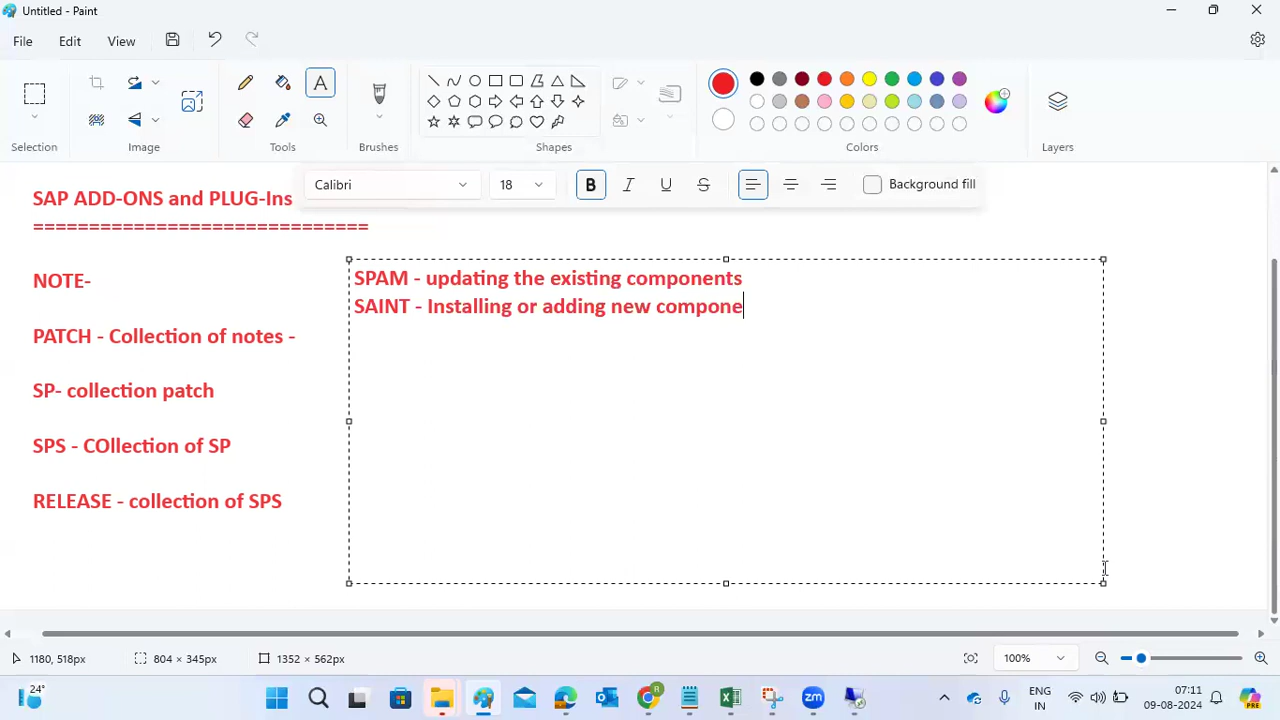 Untitled - Paint
File Edit View
Selection Image Tools Brushes Shapes Colors Layers
Calibri 18 B I U S Background fill
SAP ADD-ONS and PLUG-Ins
==============================
NOTE-
PATCH - Collection of notes -
SP- collection patch
SPS - COllection of SP
RELEASE - collection of SPS
SPAM - updating the existing components
SAINT - Installing or adding new compone
1180, 518px 804 × 345px 1352 × 562px 100%
24° ENG IN 07:11 09-08-2024 PRE